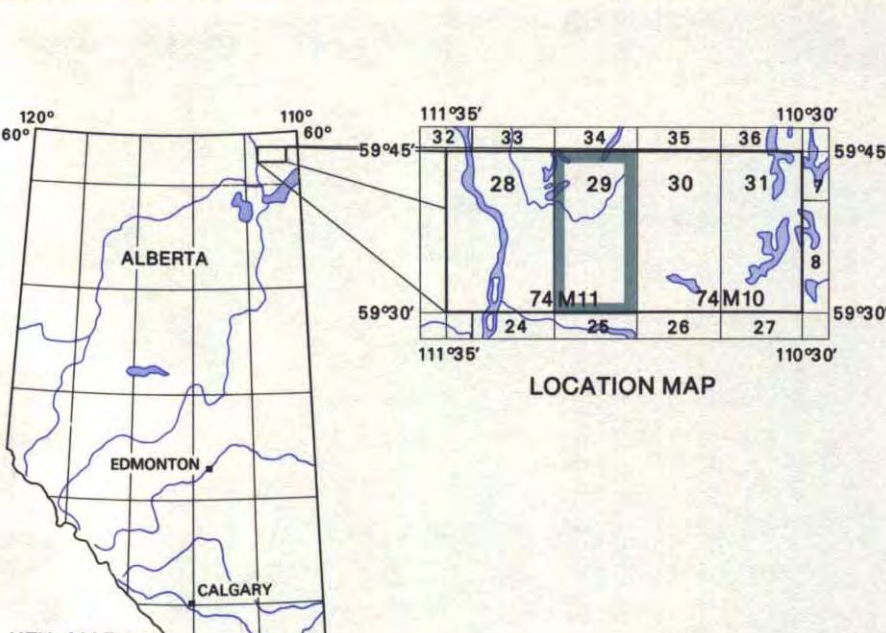 120° 110°
60° 60°
ALBERTA
EDMONTON
CALGARY
111°35′ 110°30′
32 33 34 35 36
59°45′ 59°45′
28 29 30 31 7
8
74 M 11 74 M 10
59°30′ 59°30′
24 25 26 27
111°35′ 110°30′
LOCATION MAP